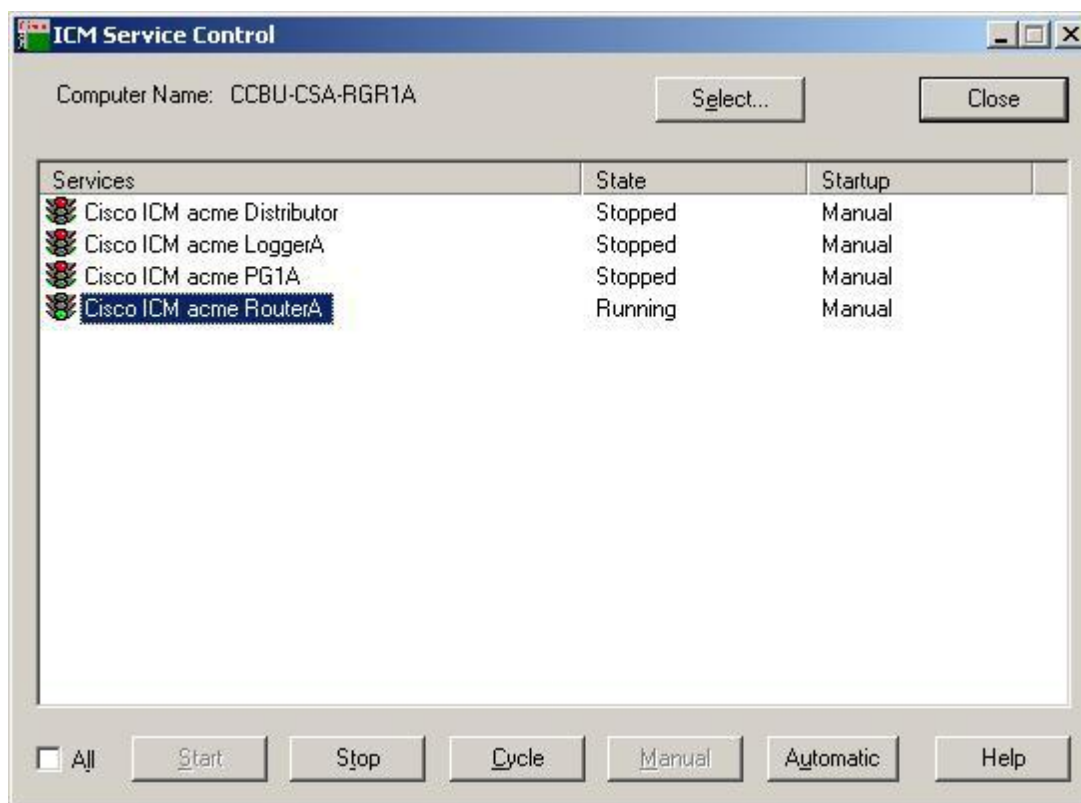 ICM Service Control
Computer Name: CCBU-CSA-RGR1A Select... Close
Services State Startup
Cisco ICM acme Distributor Stopped Manual
Cisco ICM acme LoggerA Stopped Manual
Cisco ICM acme PG1A Stopped Manual
Cisco ICM acme RouterA Running Manual
All Start Stop Cycle Manual Automatic Help